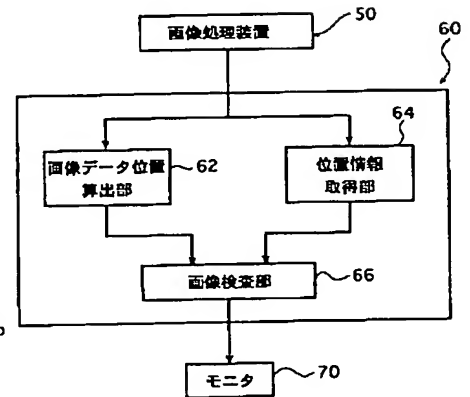 画像処理装置
50
60
64
画像データ位置
算出部
62
位置情報
取得部
画像検査部
66
モニタ
70